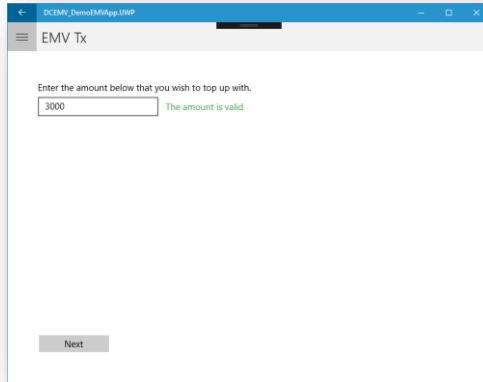 DCEMV_DemoEMVApp.UWP
EMV Tx
Enter the amount below that you wish to top up with.
3000 The amount is valid
Next